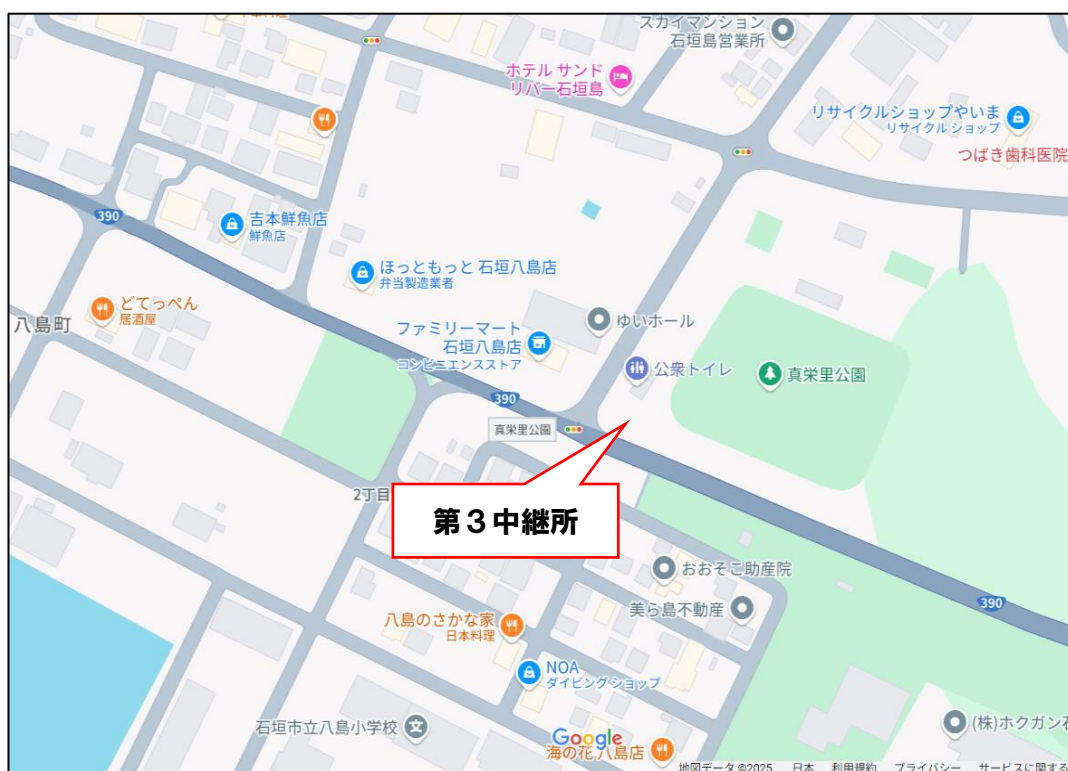 スカイマンション
石垣島営業所
ホテル サンド
リバー石垣島
リサイクルショップやいま
リサイクル ショップ
つばき歯科医院
390
吉本鮮魚店
鮮魚店
ほっともっと 石垣八島店
弁当製造業者
どてっぺん
居酒屋
八島町
ゆいホール
ファミリーマート
石垣八島店
コンビニエンスストア
公衆トイレ
真栄里公園
390
真栄里公園
2丁目
第3中継所
おおそこ助産院
美ら島不動産
390
八島のさかな家
日本料理
NOA
ダイビング ショップ
石垣市立八島小学校
文
(株)ホクガン石
Google
海の花 八島店
地図データ ©2025 日本 利用規約 プライバシー サービスに関する